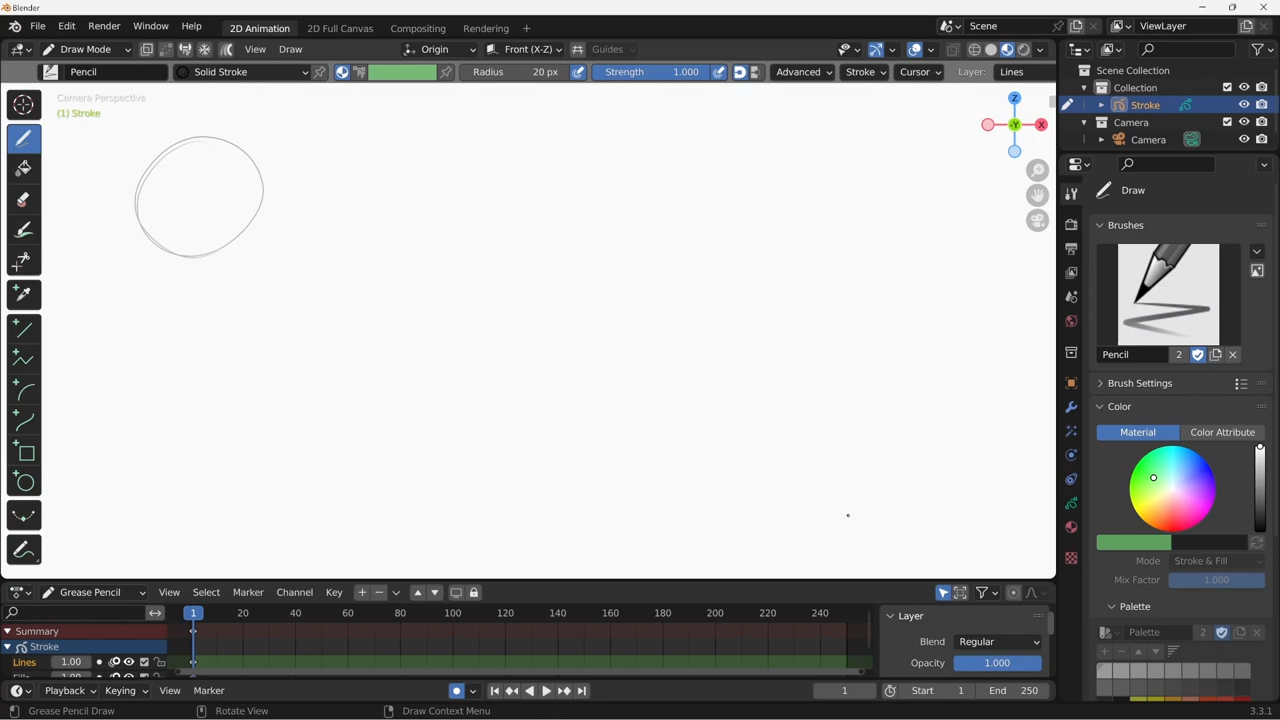 Blender
File Edit Render Window Help 2D Animation 2D Full Canvas Compositing Rendering + Scene ViewLayer
Draw Mode View Draw Origin Front (X-Z) Guides
Pencil Solid Stroke Radius 20 px Strength 1.000 Advanced Stroke Cursor Layer: Lines
Camera Perspective
(1) Stroke
Z
-Y X
Scene Collection
Collection
Stroke
Camera
Camera
Draw
Brushes
Pencil 2
Brush Settings
Color
Material Color Attribute
Mode Stroke & Fill
Mix Factor 1.000
Palette
Palette 2
Grease Pencil View Select Marker Channel Key
1 20 40 60 80 100 120 140 160 180 200 220 240
Summary
Stroke
Lines 1.00
Fills
Layer
Blend Regular
Opacity 1.000
Playback Keying View Marker 1 Start 1 End 250
Grease Pencil Draw Rotate View Draw Context Menu 3.3.1